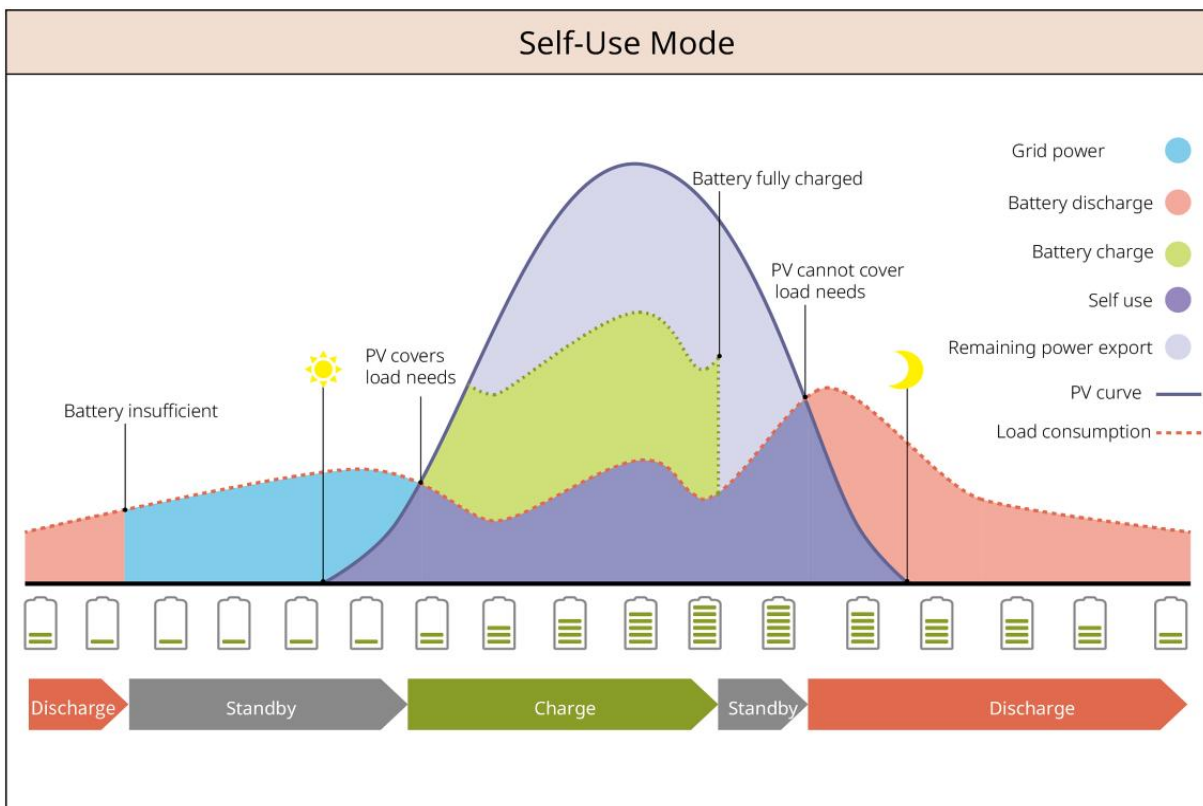 Self-Use Mode
Grid power
Battery fully charged
Battery discharge
Battery charge
PV cannot cover
load needs
Self use
Remaining power export
PV covers
load needs
PV curve
Battery insufficient
Load consumption
Discharge
Standby
Charge
Standby
Discharge